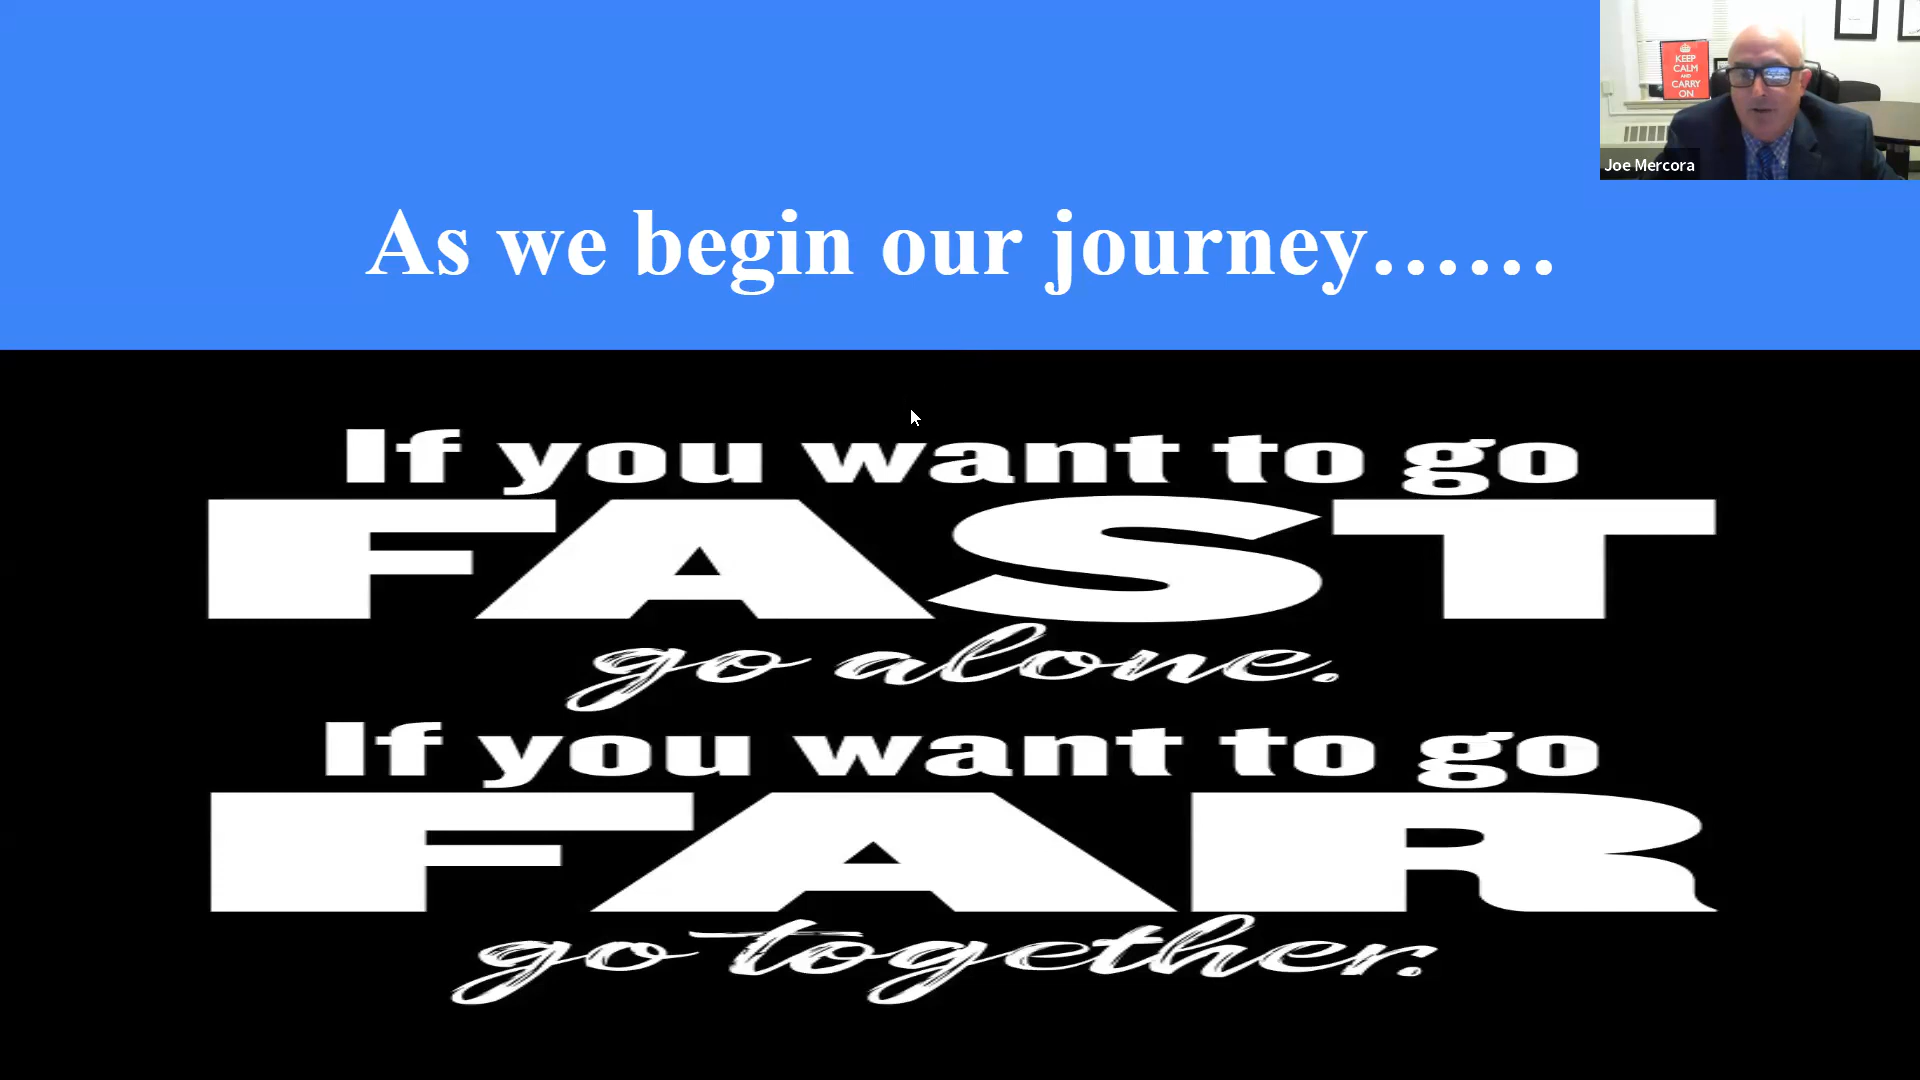 KEEP
CALM
AND
CARRY
ON
Joe Mercora
As we begin our journey......
If you want to go
FAST
go alone.
If you want to go
FAR
go together.